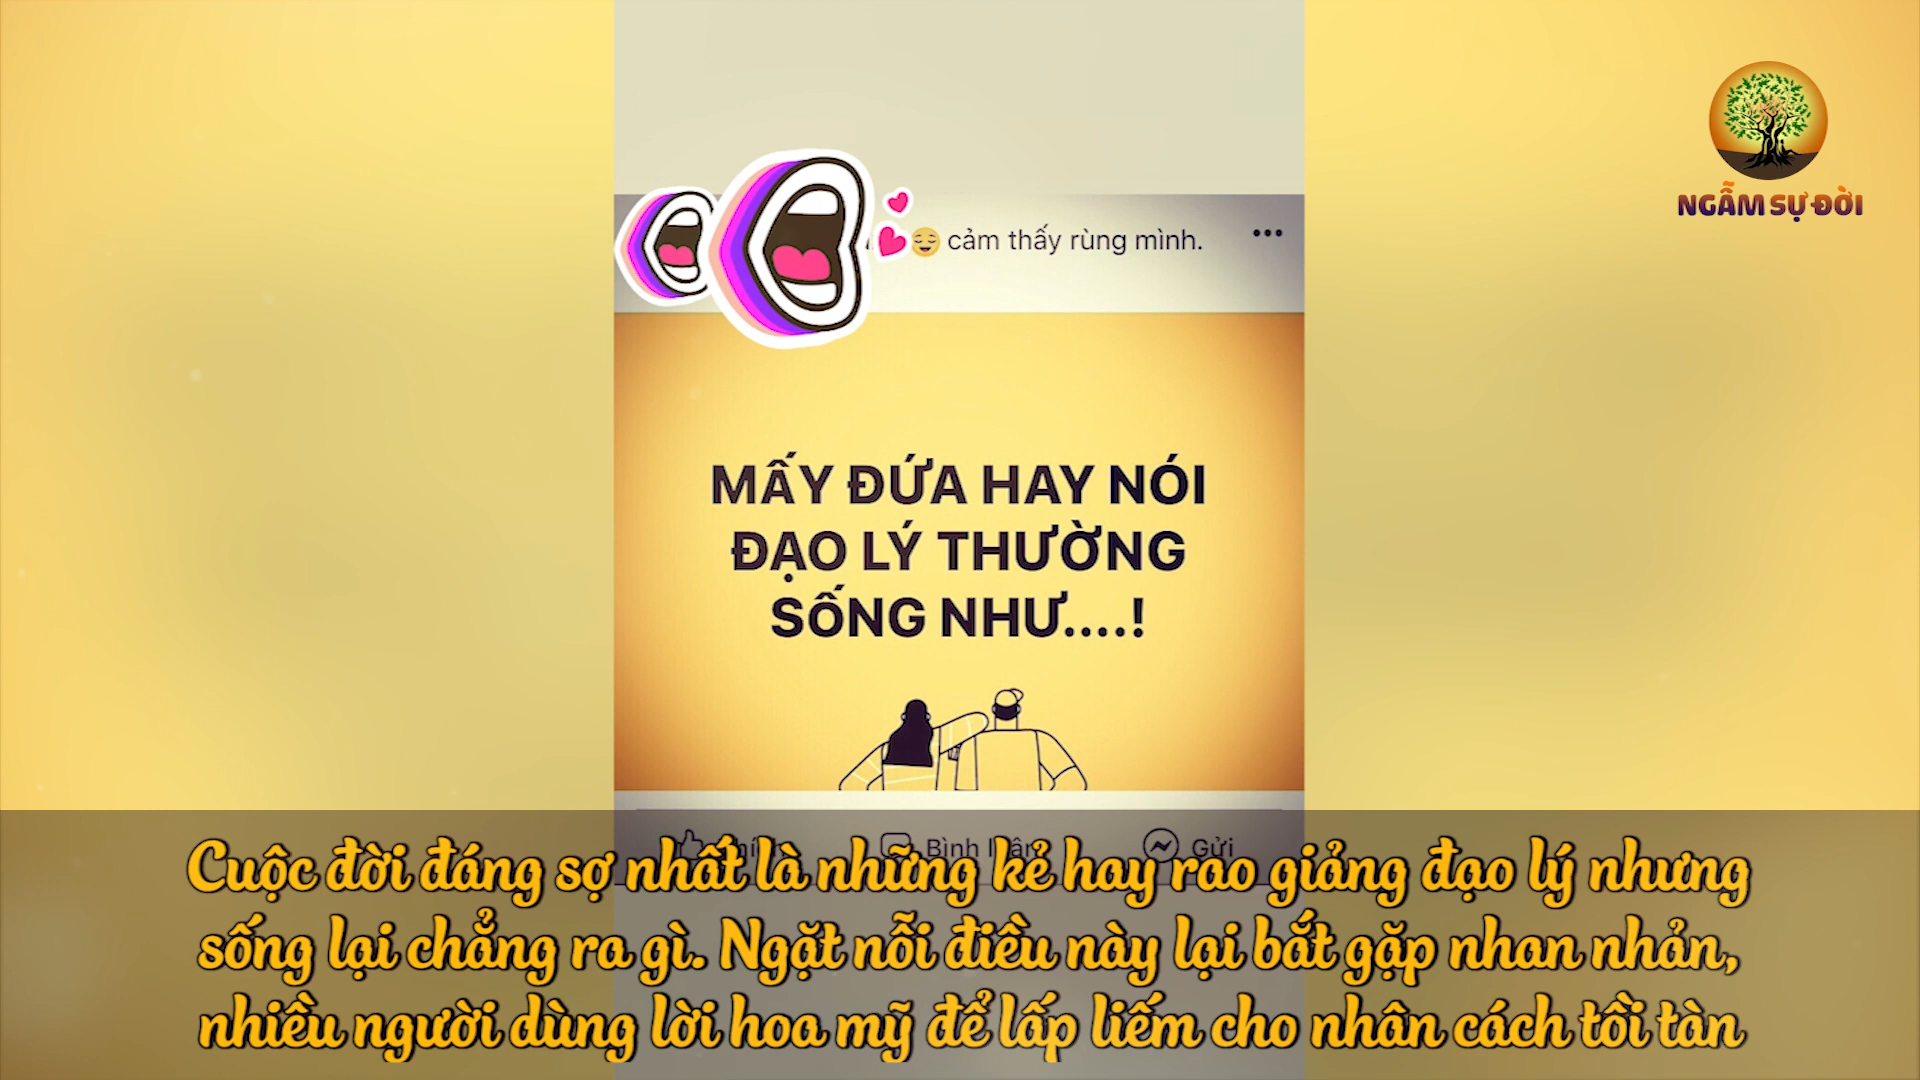 NGẪM SỰ ĐỜI
cảm thấy rùng mình.
MẤY ĐỨA HAY NÓI
ĐẠO LÝ THƯỜNG
SỐNG NHƯ....!
Bình luận
Gửi
Cuộc đời đáng sợ nhất là những kẻ hay rao giảng đạo lý nhưng
sống lại chẳng ra gì. Ngặt nỗi điều này lại bắt gặp nhan nhản,
nhiều người dùng lời hoa mỹ để lấp liếm cho nhân cách tồi tàn